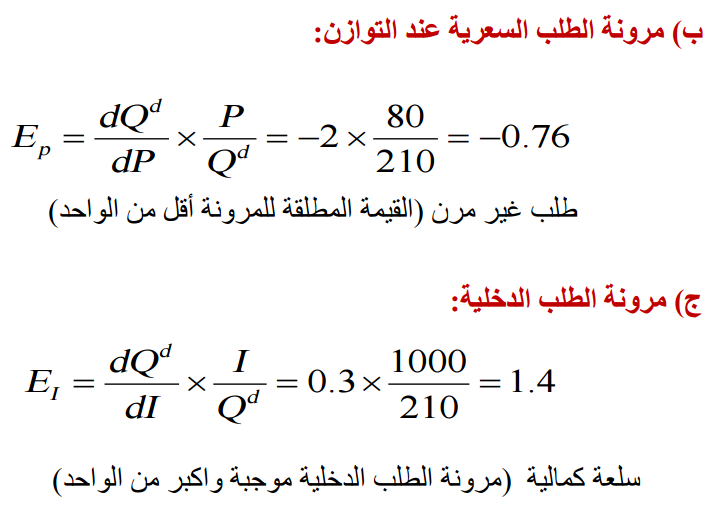 ب) مرونة الطلب السعرية عند التوازن:
E_p = dQ^d/dP × P/Q^d = −2 × 80/210 = −0.76
طلب غير مرن (القيمة المطلقة للمرونة أقل من الواحد)
ج) مرونة الطلب الدخلية:
E_I = dQ^d/dI × I/Q^d = 0.3 × 1000/210 = 1.4
سلعة كمالية (مرونة الطلب الدخلية موجبة واكبر من الواحد)